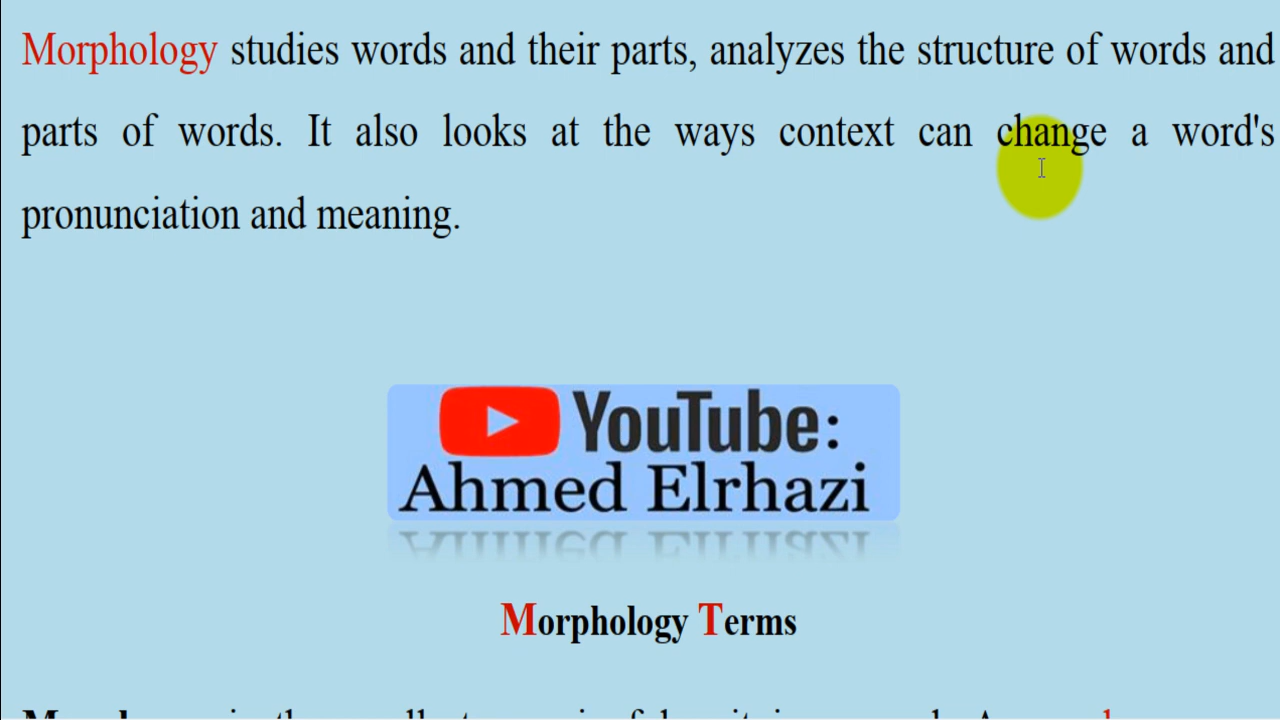 Morphology studies words and their parts, analyzes the structure of words and
parts of words. It also looks at the ways context can change a word's
pronunciation and meaning.
YouTube:
Ahmed Elrhazi
Morphology Terms